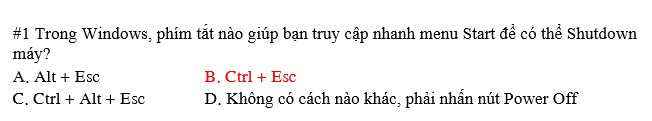 #1 Trong Windows, phím tắt nào giúp bạn truy cập nhanh menu Start để có thể Shutdown
máy?
A. Alt + Esc B. Ctrl + Esc
C. Ctrl + Alt + Esc D. Không có cách nào khác, phải nhấn nút Power Off